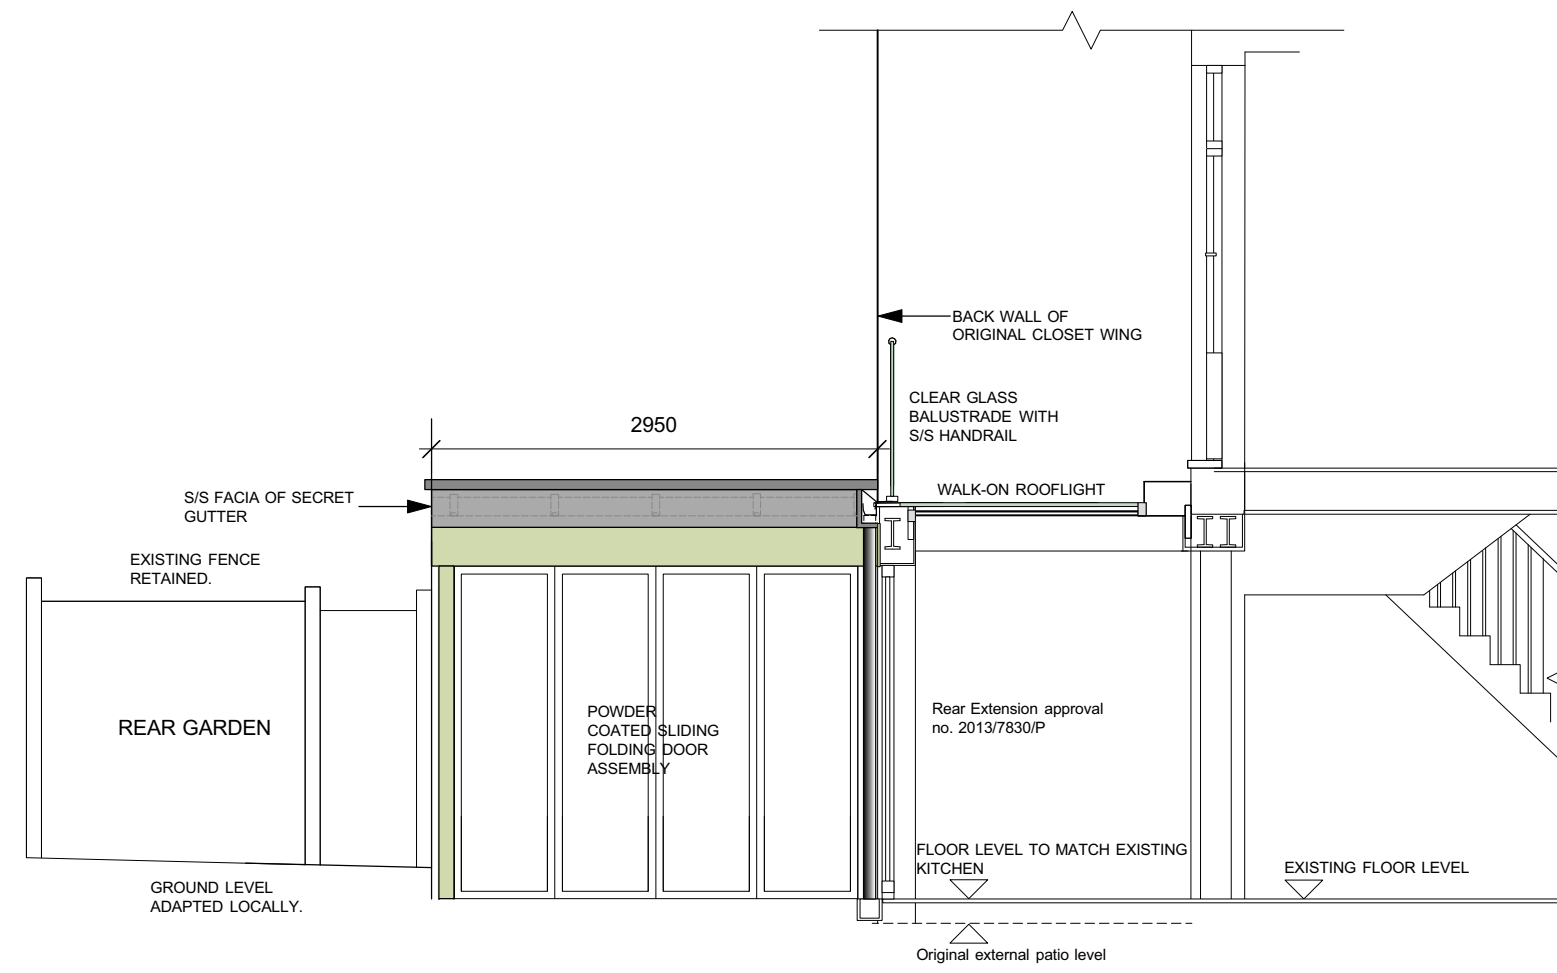 BACK WALL OF
ORIGINAL CLOSET WING
CLEAR GLASS
BALUSTRADE WITH
S/S HANDRAIL
2950
WALK-ON ROOFLIGHT
S/S FACIA OF SECRET
GUTTER
EXISTING FENCE
RETAINED.
REAR GARDEN
POWDER
COATED SLIDING
FOLDING DOOR
ASSEMBLY
Rear Extension approval
no. 2013/7830/P
FLOOR LEVEL TO MATCH EXISTING
KITCHEN
EXISTING FLOOR LEVEL
GROUND LEVEL
ADAPTED LOCALLY.
Original external patio level